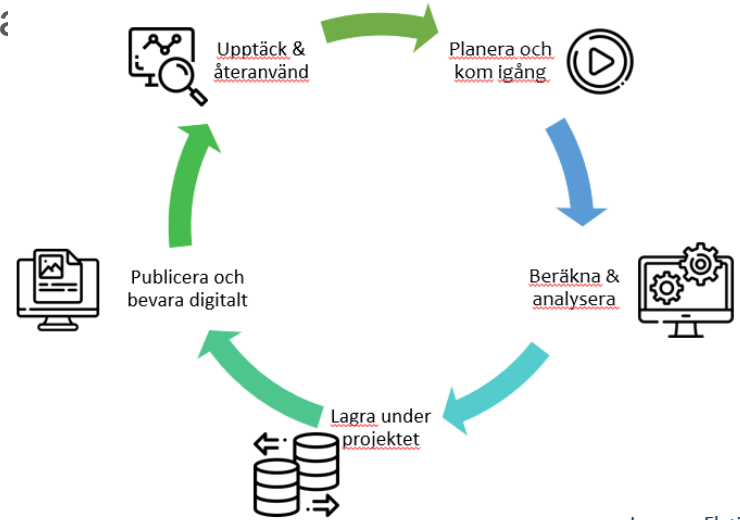 Upptäck &
återanvänd
Planera och
kom igång
Beräkna &
analysera
Lagra under
projektet
Publicera och
bevara digitalt